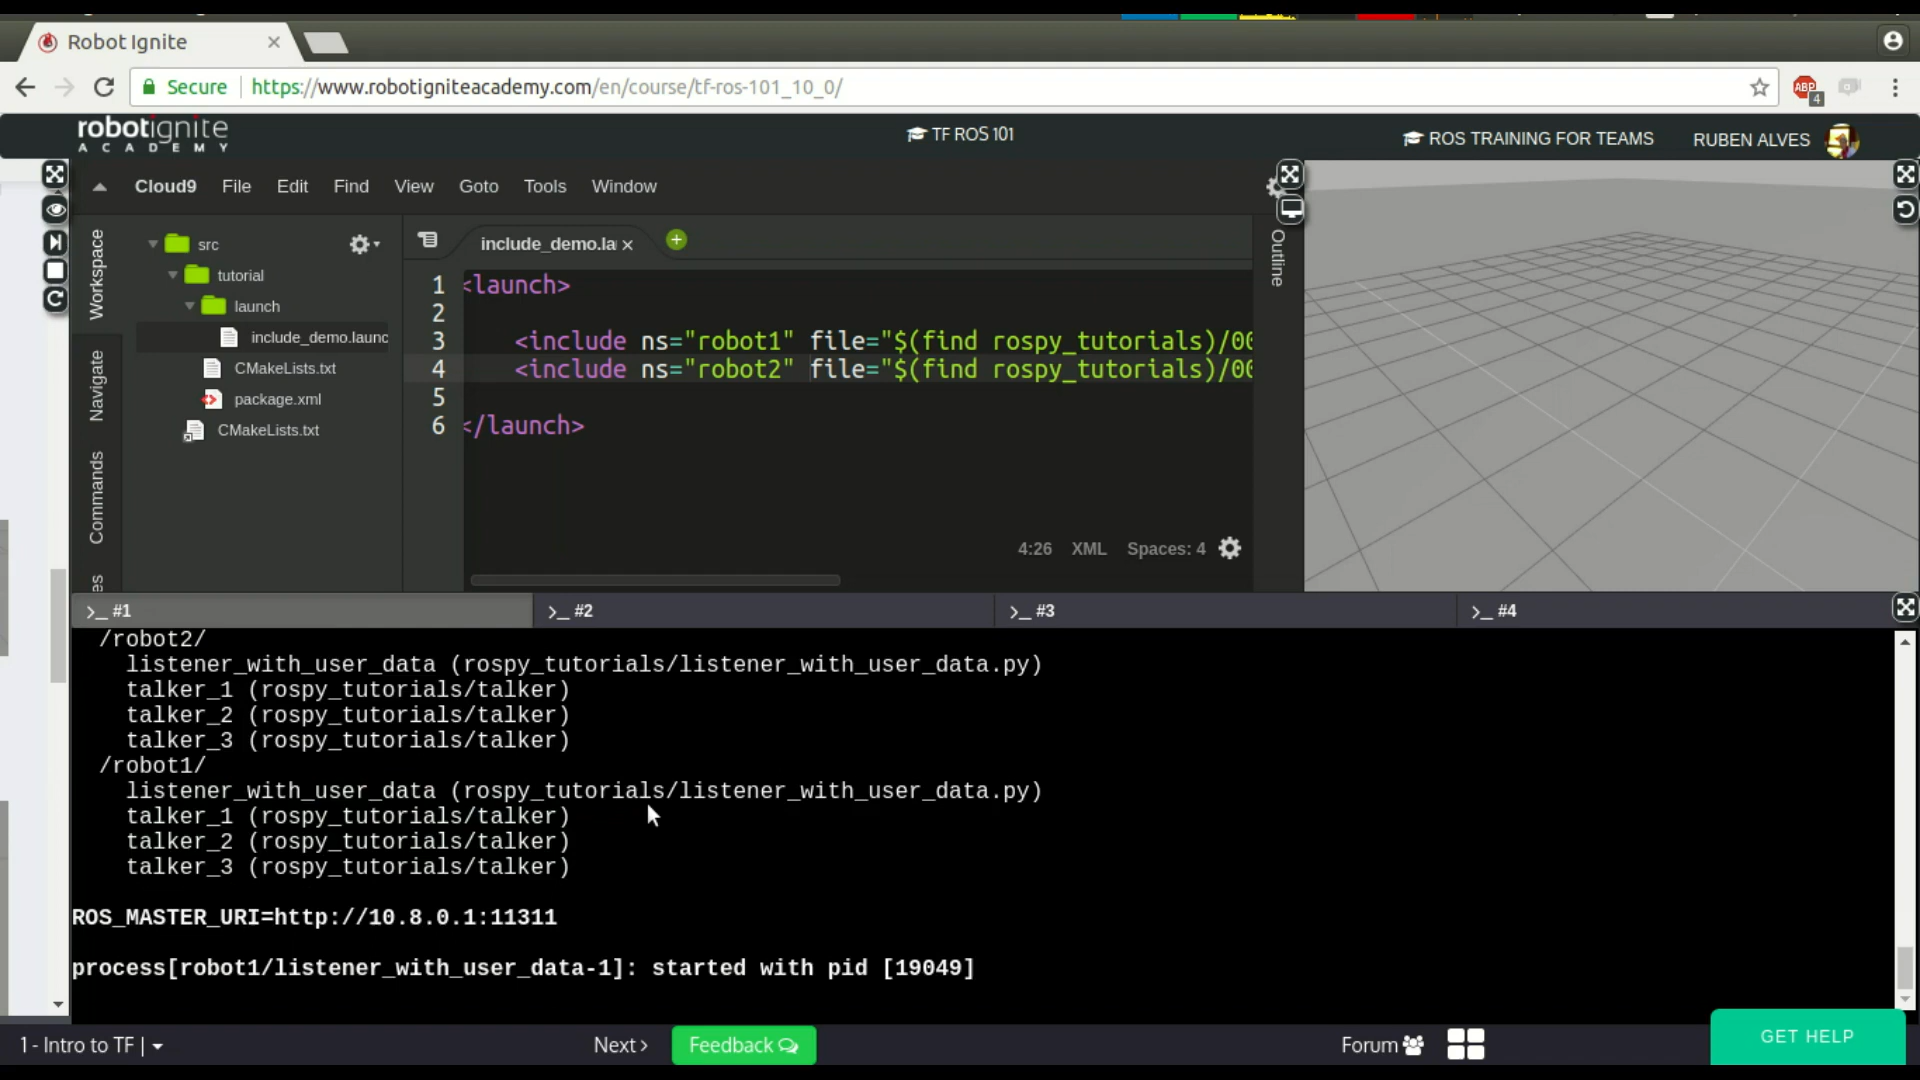 Robot Ignite
Secure https://www.robotigniteacademy.com/en/course/tf-ros-101_10_0/
ABP
4
robotignite
ACADEMY
TF ROS 101
ROS TRAINING FOR TEAMS
RUBEN ALVES
Cloud9 File Edit Find View Goto Tools Window
Workspace
Navigate
Commands
es
src
tutorial
launch
include_demo.launc
CMakeLists.txt
package.xml
CMakeLists.txt
include_demo.la
1 <launch>
2
3 <include ns="robot1" file="$(find rospy_tutorials)/00
4 <include ns="robot2" file="$(find rospy_tutorials)/00
5
6 </launch>
4:26 XML Spaces: 4
Outline
>_ #1 >_ #2 >_ #3 >_ #4
/robot2/
listener_with_user_data (rospy_tutorials/listener_with_user_data.py)
talker_1 (rospy_tutorials/talker)
talker_2 (rospy_tutorials/talker)
talker_3 (rospy_tutorials/talker)
/robot1/
listener_with_user_data (rospy_tutorials/listener_with_user_data.py)
talker_1 (rospy_tutorials/talker)
talker_2 (rospy_tutorials/talker)
talker_3 (rospy_tutorials/talker)
ROS_MASTER_URI=http://10.8.0.1:11311
process[robot1/listener_with_user_data-1]: started with pid [19049]
1 - Intro to TF | Next > Feedback Forum GET HELP